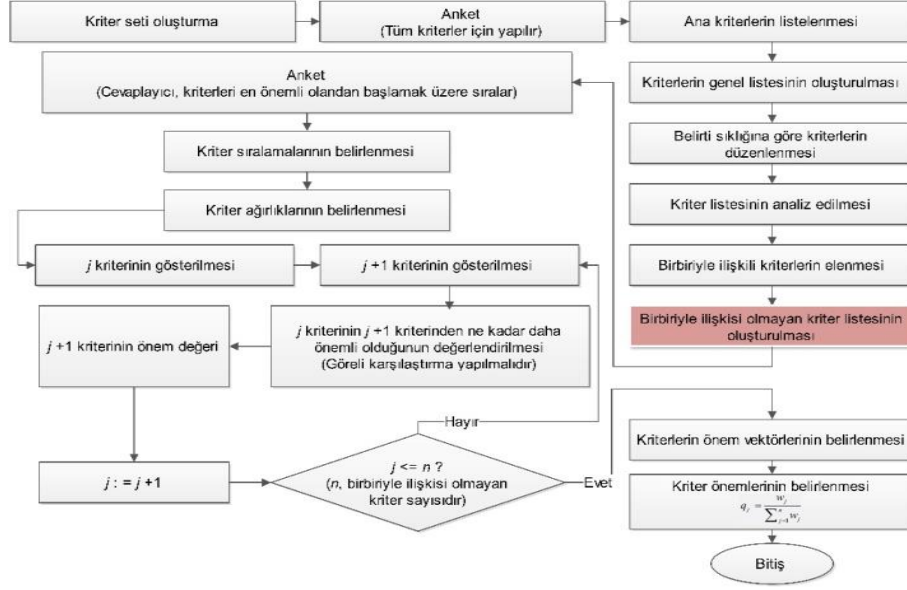 Kriter seti oluşturma
Anket
(Tüm kriterler için yapılır)
Ana kriterlerin listelenmesi
Kriterlerin genel listesinin oluşturulması
Belirti sıklığına göre kriterlerin
düzenlenmesi
Kriter listesinin analiz edilmesi
Birbiriyle ilişkili kriterlerin elenmesi
Birbiriyle ilişkisi olmayan kriter listesinin
oluşturulması
Anket
(Cevaplayıcı, kriterleri en önemli olandan başlamak üzere sıralar)
Kriter sıralamalarının belirlenmesi
Kriter ağırlıklarının belirlenmesi
j kriterinin gösterilmesi
j +1 kriterinin gösterilmesi
j kriterinin j +1 kriterinden ne kadar daha
önemli olduğunun değerlendirilmesi
(Göreli karşılaştırma yapılmalıdır)
j +1 kriterinin önem değeri
j : = j +1
j <= n ?
(n, birbiriyle ilişkisi olmayan
kriter sayısıdır)
Hayır
Evet
Kriterlerin önem vektörlerinin belirlenmesi
Kriter önemlerinin belirlenmesi
q_j = w_j / ∑_{j=1}^{n} w_j
Bitiş